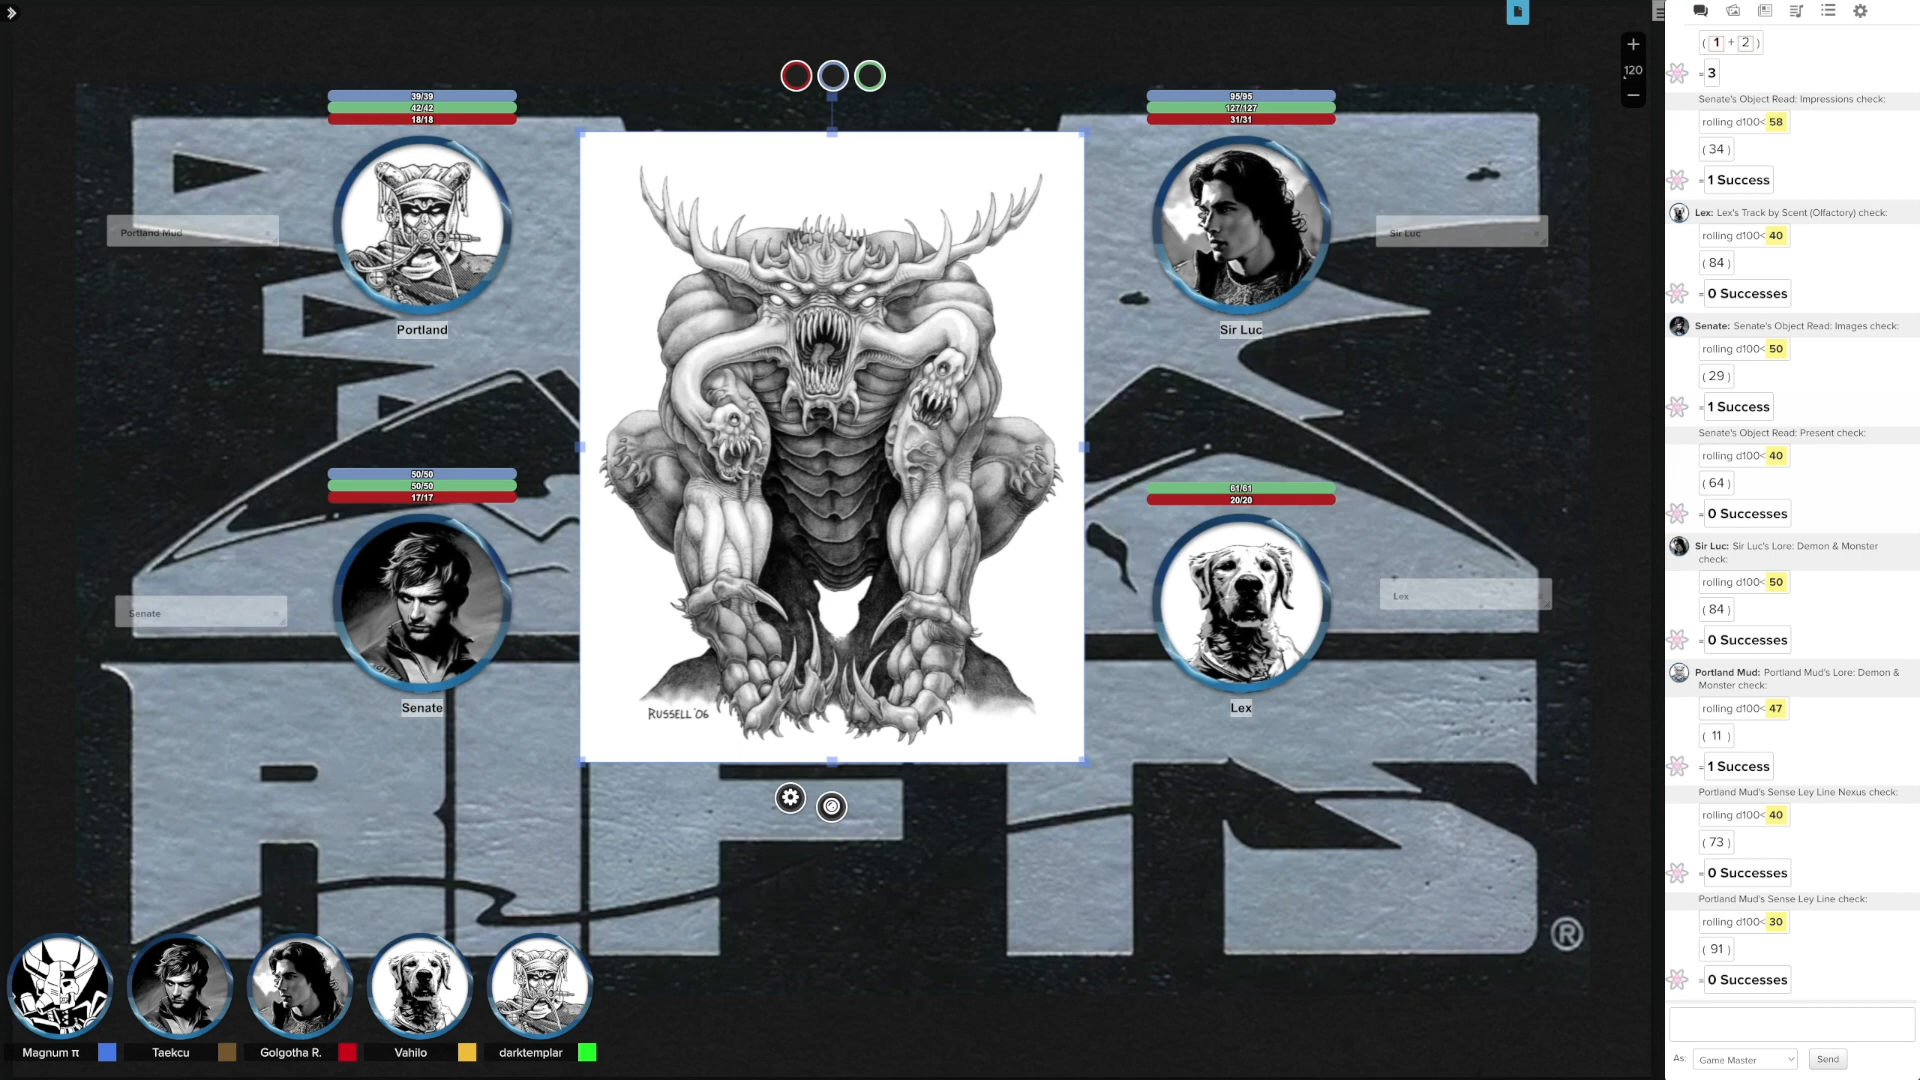 120
39/39
42/42
18/18
Portland Mud
Portland
95/95
127/127
31/31
Sir Luc
Sir Luc
50/50
50/50
17/17
Senate
Senate
61/61
20/20
Lex
Lex
RUSSELL '06
RIFTS
®
Magnum π
Taekcu
Golgotha R.
Vahilo
darktemplar
( 1 + 2 )
= 3
Senate's Object Read: Impressions check:
rolling d100< 58
( 34 )
= 1 Success
Lex: Lex's Track by Scent (Olfactory) check:
rolling d100< 40
( 84 )
= 0 Successes
Senate: Senate's Object Read: Images check:
rolling d100< 50
( 29 )
= 1 Success
Senate's Object Read: Present check:
rolling d100< 40
( 64 )
= 0 Successes
Sir Luc: Sir Luc's Lore: Demon & Monster
check:
rolling d100< 50
( 84 )
= 0 Successes
Portland Mud: Portland Mud's Lore: Demon &
Monster check:
rolling d100< 47
( 11 )
= 1 Success
Portland Mud's Sense Ley Line Nexus check:
rolling d100< 40
( 73 )
= 0 Successes
Portland Mud's Sense Ley Line check:
rolling d100< 30
( 91 )
= 0 Successes
As: Game Master Send